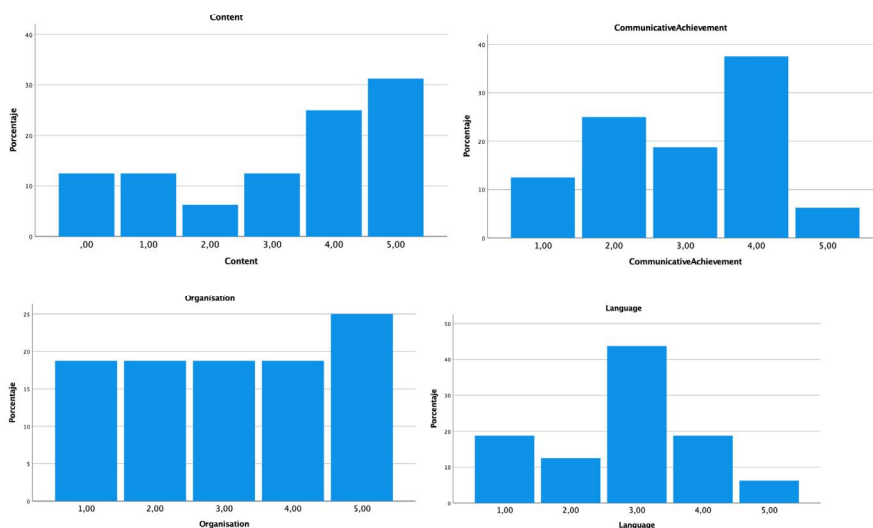 Content
40
30
20
10
0
Porcentaje
,00 1,00 2,00 3,00 4,00 5,00
Content
CommunicativeAchievement
40
30
20
10
0
Porcentaje
1,00 2,00 3,00 4,00 5,00
CommunicativeAchievement
Organisation
25
20
15
10
5
0
Porcentaje
1,00 2,00 3,00 4,00 5,00
Organisation
Language
50
40
30
20
10
0
Porcentaje
1,00 2,00 3,00 4,00 5,00
Language